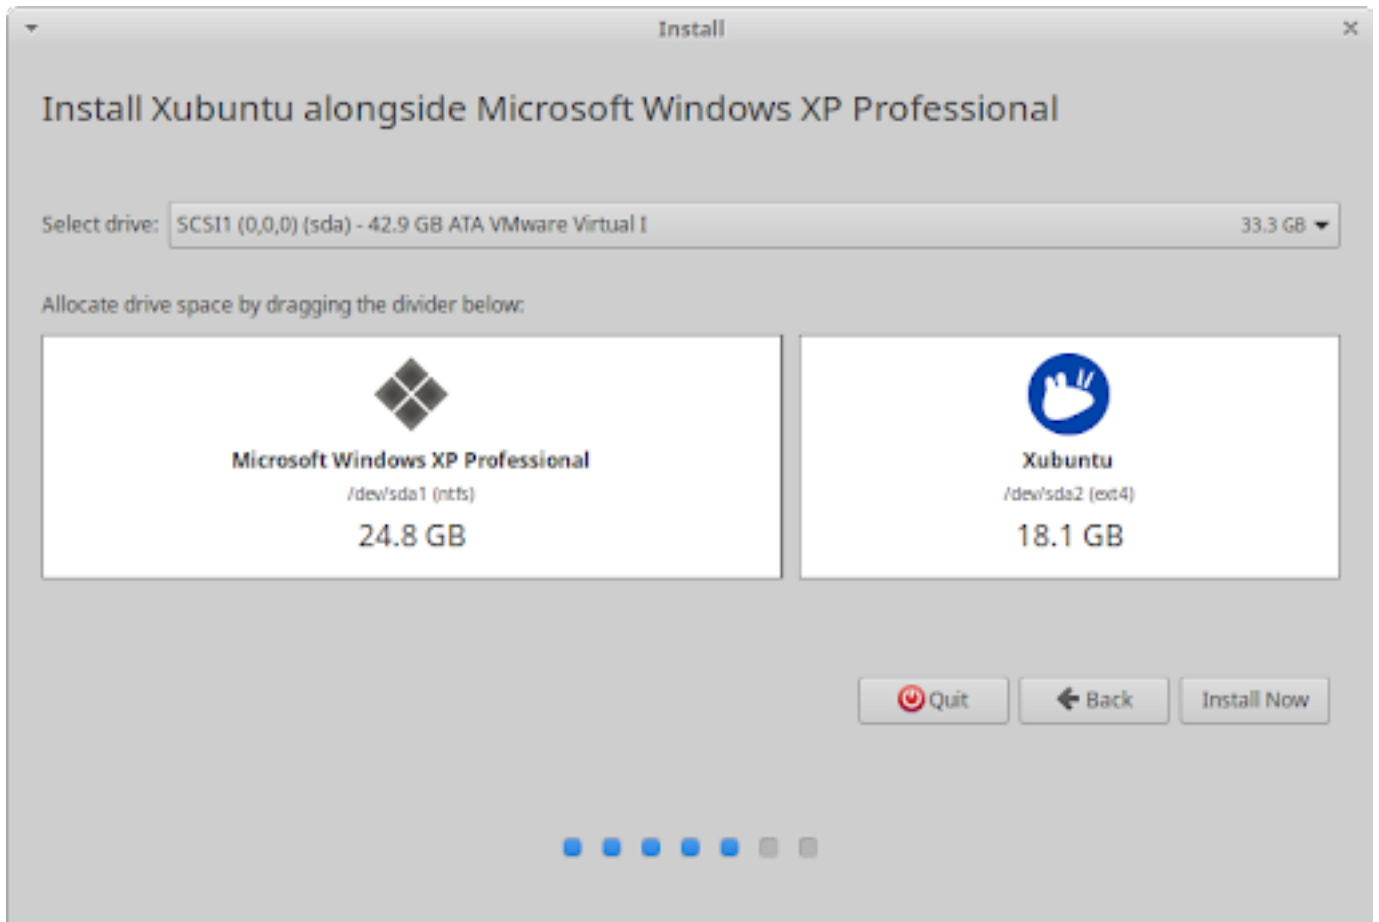 Install
Install Xubuntu alongside Microsoft Windows XP Professional
Select drive: SCSI1 (0,0,0) (sda) - 42.9 GB ATA VMware Virtual I 33.3 GB
Allocate drive space by dragging the divider below:
Microsoft Windows XP Professional
/dev/sda1 (ntfs)
24.8 GB
Xubuntu
/dev/sda2 (ext4)
18.1 GB
Quit Back Install Now